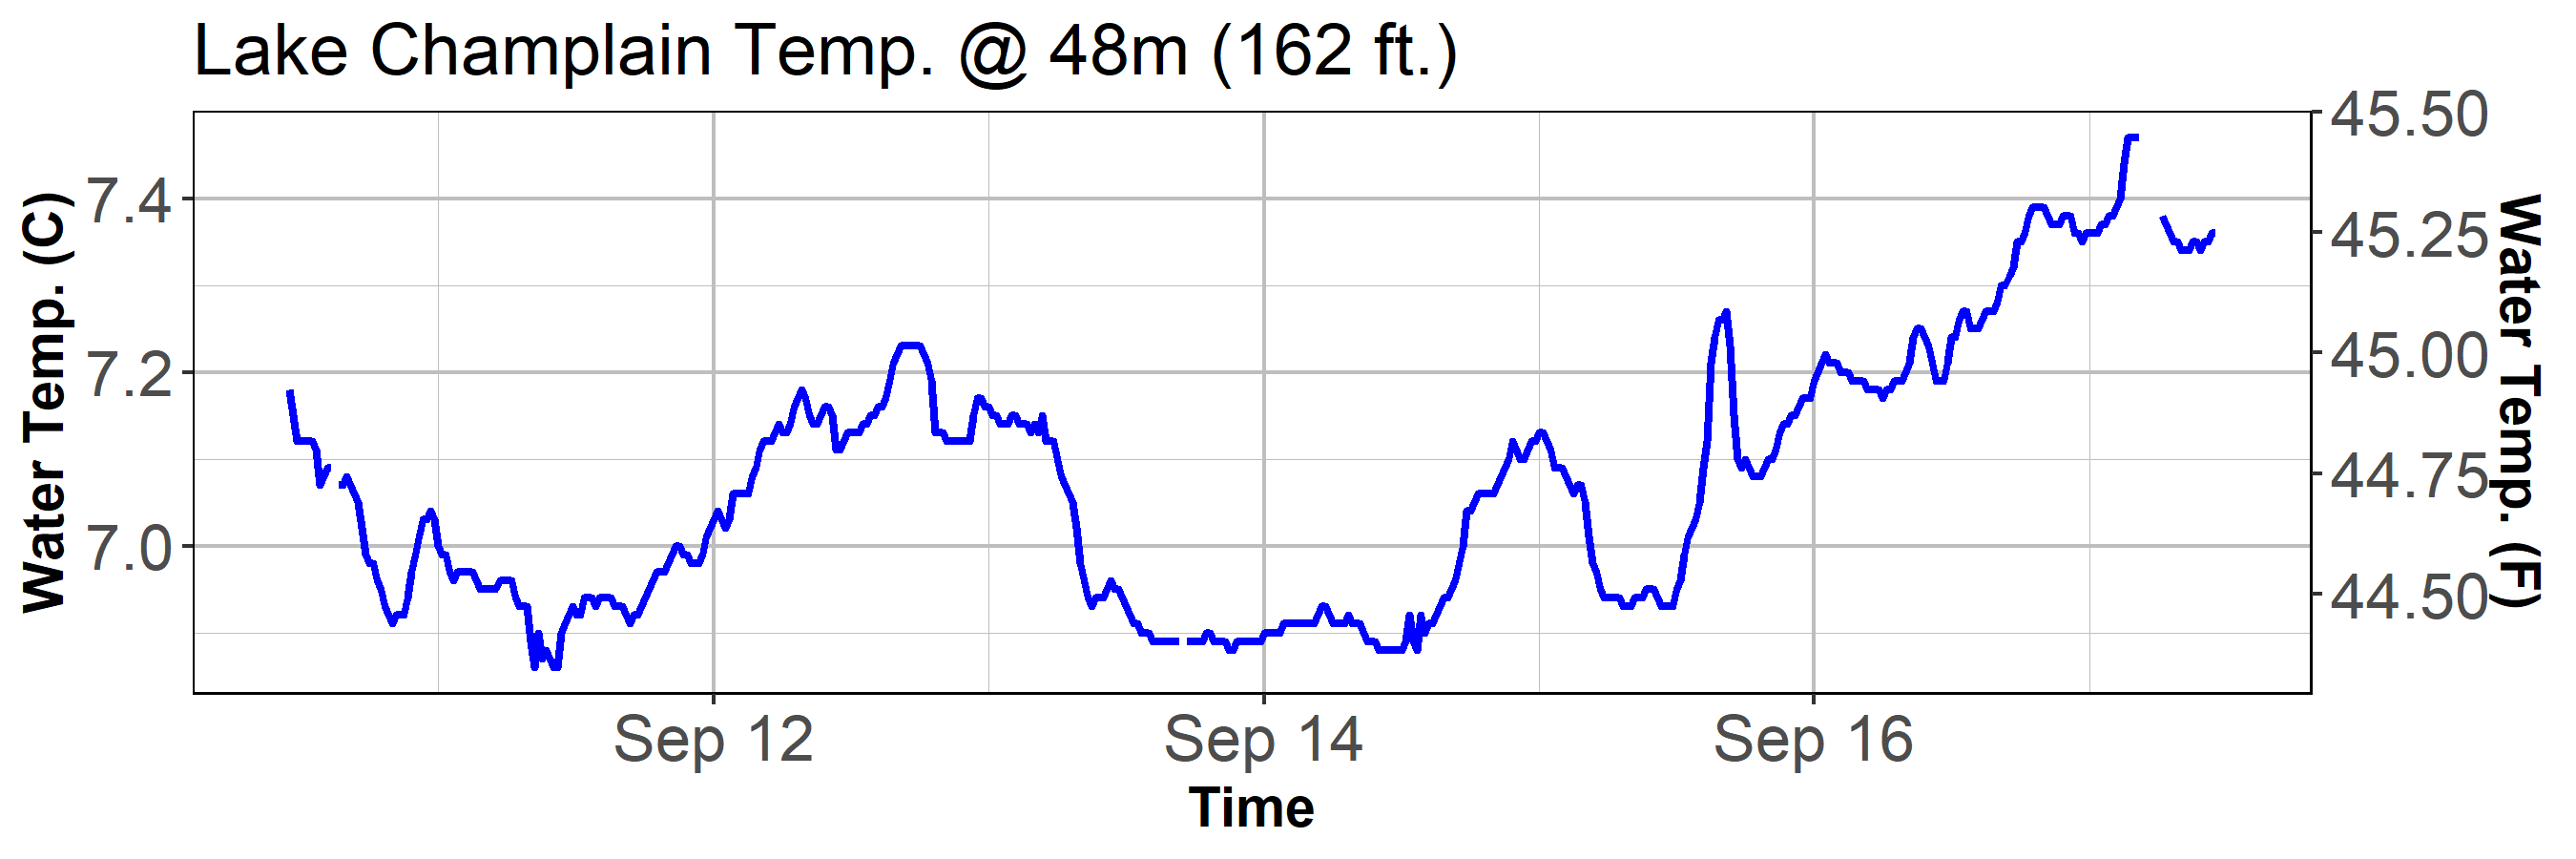 Lake Champlain Temp. @ 48m (162 ft.)
Water Temp. (C)
7.4
7.2
7.0
45.50
45.25
45.00
44.75
44.50
Water Temp. (F)
Sep 12
Sep 14
Sep 16
Time